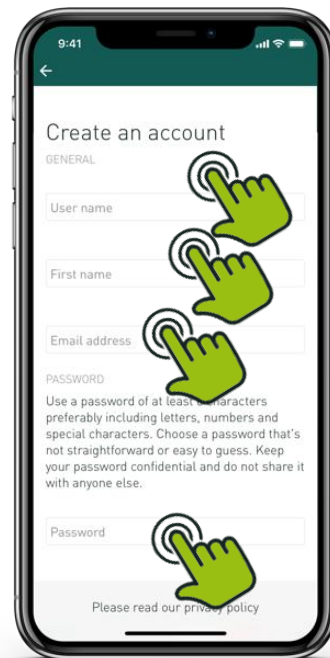 9:41
Create an account
GENERAL
User name
First name
Email address
PASSWORD
Use a password of at least characters
preferably including letters, numbers and
special characters. Choose a password that's
not straightforward or easy to guess. Keep
your password confidential and do not share it
with anyone else.
Password
Please read our privacy policy